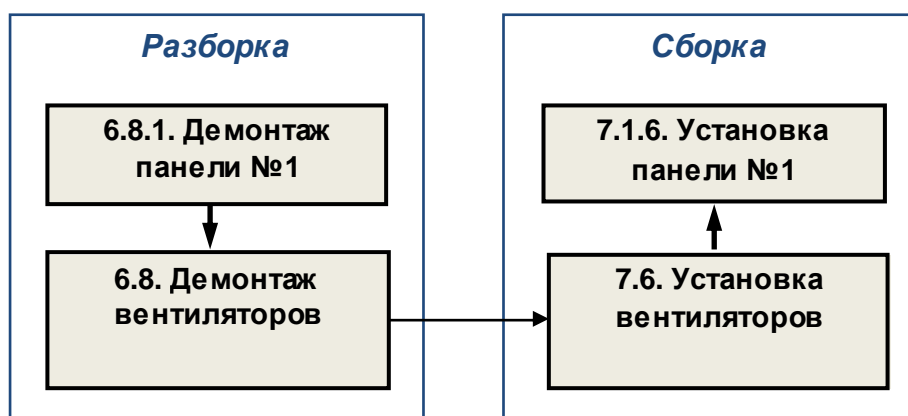 Разборка
6.8.1. Демонтаж
панели №1
6.8. Демонтаж
вентиляторов
Сборка
7.1.6. Установка
панели №1
7.6. Установка
вентиляторов